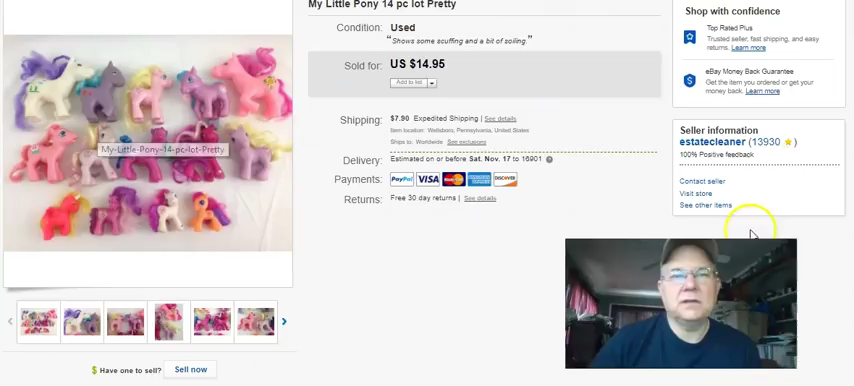 My Little Pony 14 pc lot Pretty
Condition: Used
"Shows some scuffing and a bit of soiling."
Sold for: US $14.95
Add to list
Shipping: $7.90 Expedited Shipping | See details
Item location: Wellsboro, Pennsylvania, United States
Ships to: Worldwide See exclusions
Delivery: Estimated on or before Sat. Nov. 17 to 16901
Payments: PayPal VISA MasterCard DISCOVER
Returns: Free 30 day returns | See details
My-Little-Pony-14-pc-lot-Pretty
$ Have one to sell? Sell now
Shop with confidence
Top Rated Plus
Trusted seller, fast shipping, and easy
returns. Learn more
eBay Money Back Guarantee
Get the item you ordered or get your
money back. Learn more
Seller information
estatecleaner (13930 )
100% Positive feedback
Contact seller
Visit store
See other items